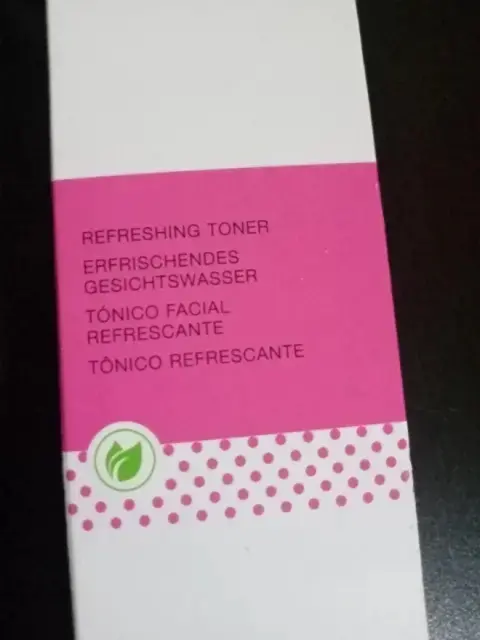 REFRESHING TONER
ERFRISCHENDES
GESICHTSWASSER
TÓNICO FACIAL
REFRESCANTE
TÔNICO REFRESCANTE